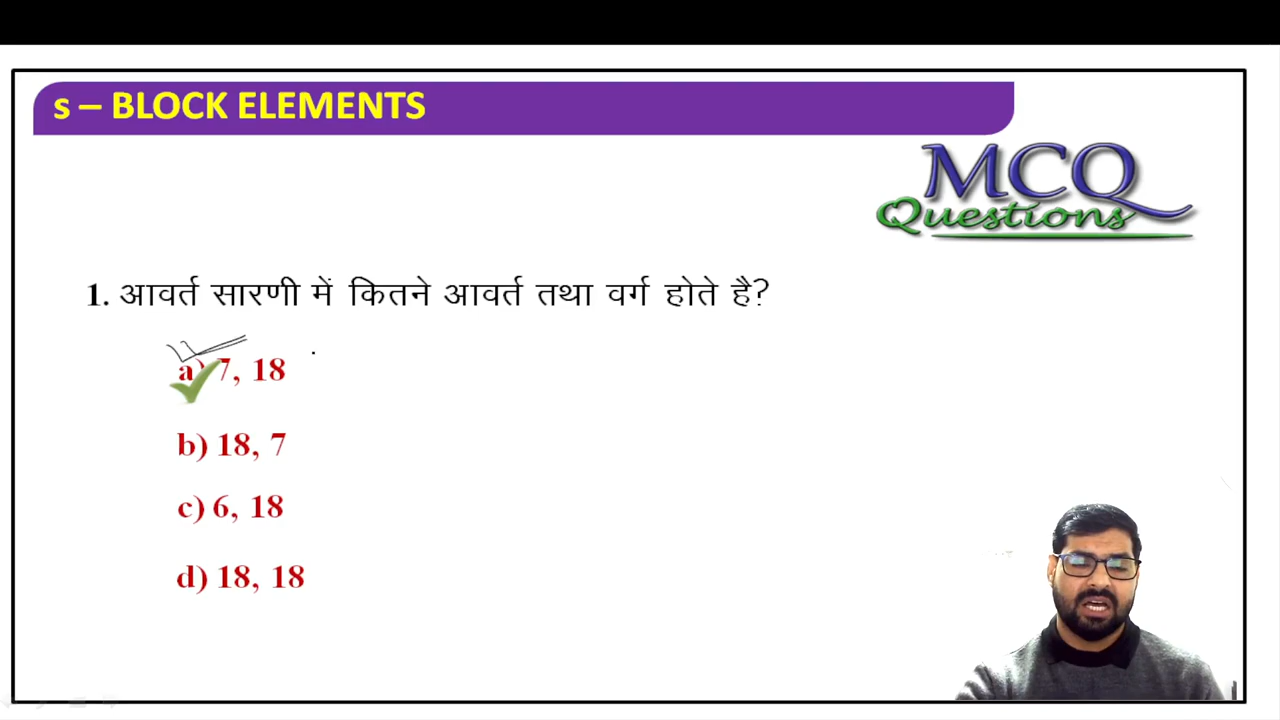 s – BLOCK ELEMENTS
MCQ
Questions
1. आवर्त सारणी में कितने आवर्त तथा वर्ग होते है?
a) 7, 18
b) 18, 7
c) 6, 18
d) 18, 18